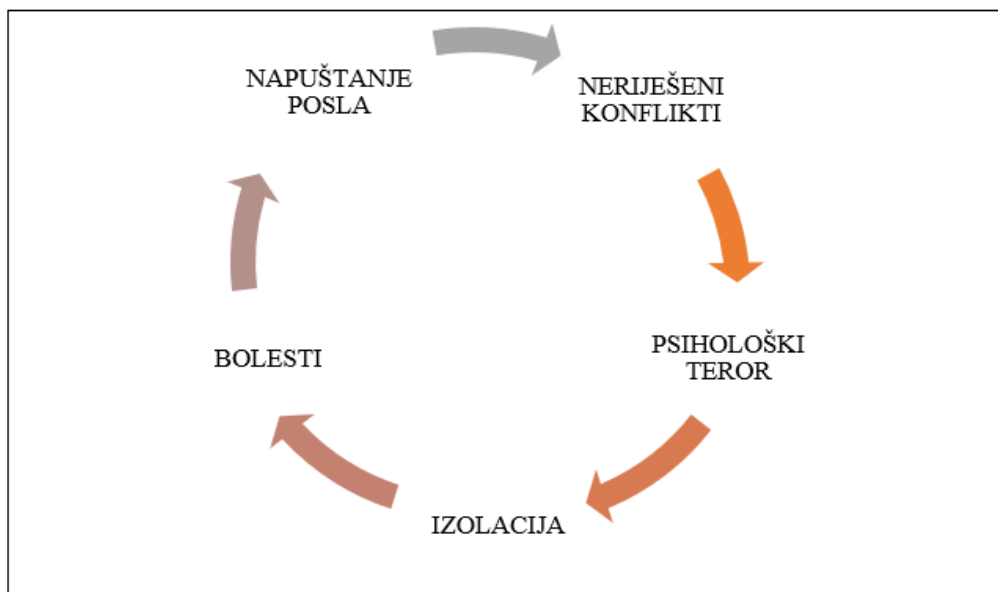 NAPUŠTANJE
POSLA
NERIJEŠENI
KONFLIKTI
PSIHOLOŠKI
TEROR
IZOLACIJA
BOLESTI